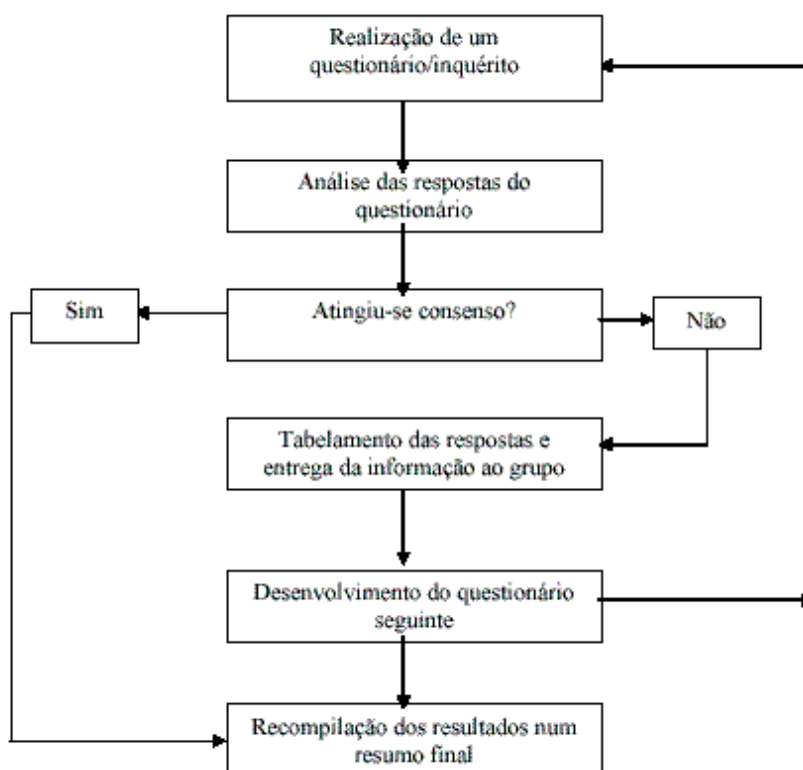 Realização de um
questionário/inquérito
Análise das respostas do
questionário
Sim
Atingiu-se consenso?
Não
Tabelamento das respostas e
entrega da informação ao grupo
Desenvolvimento do questionário
seguinte
Recompilação dos resultados num
resumo final